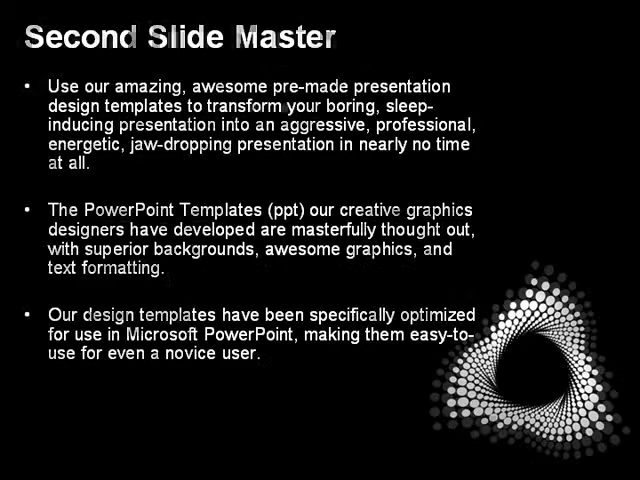 Second Slide Master
• Use our amazing, awesome pre-made presentation
design templates to transform your boring, sleep-
inducing presentation into an aggressive, professional,
energetic, jaw-dropping presentation in nearly no time
at all.
• The PowerPoint Templates (ppt) our creative graphics
designers have developed are masterfully thought out,
with superior backgrounds, awesome graphics, and
text formatting.
• Our design templates have been specifically optimized
for use in Microsoft PowerPoint, making them easy-to-
use for even a novice user.